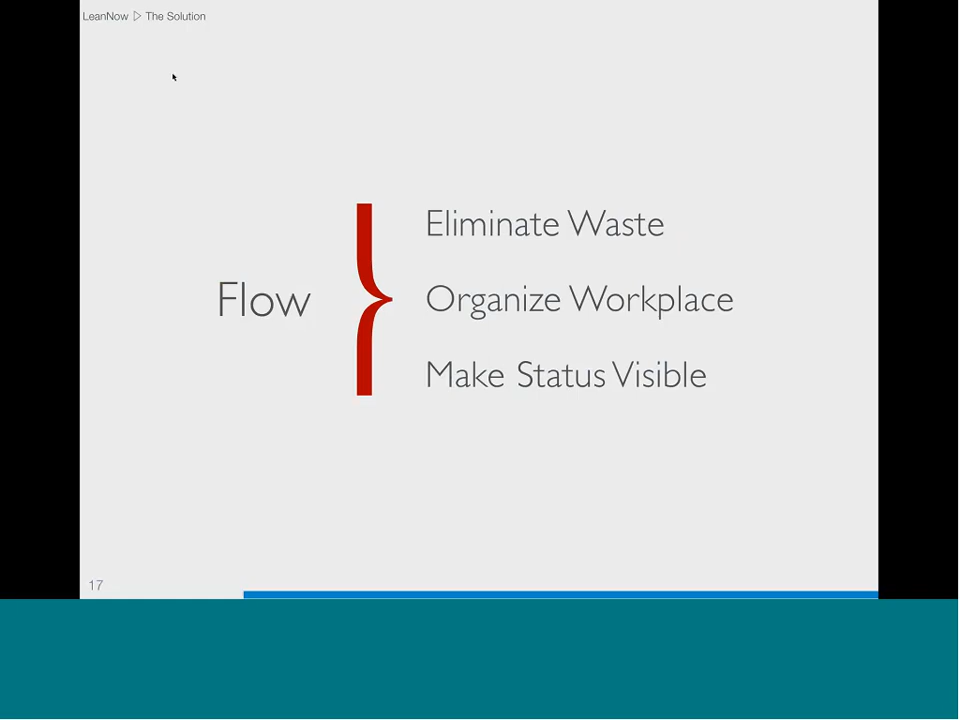 LeanNow ▷ The Solution
Eliminate Waste
Flow } Organize Workplace
Make Status Visible
17